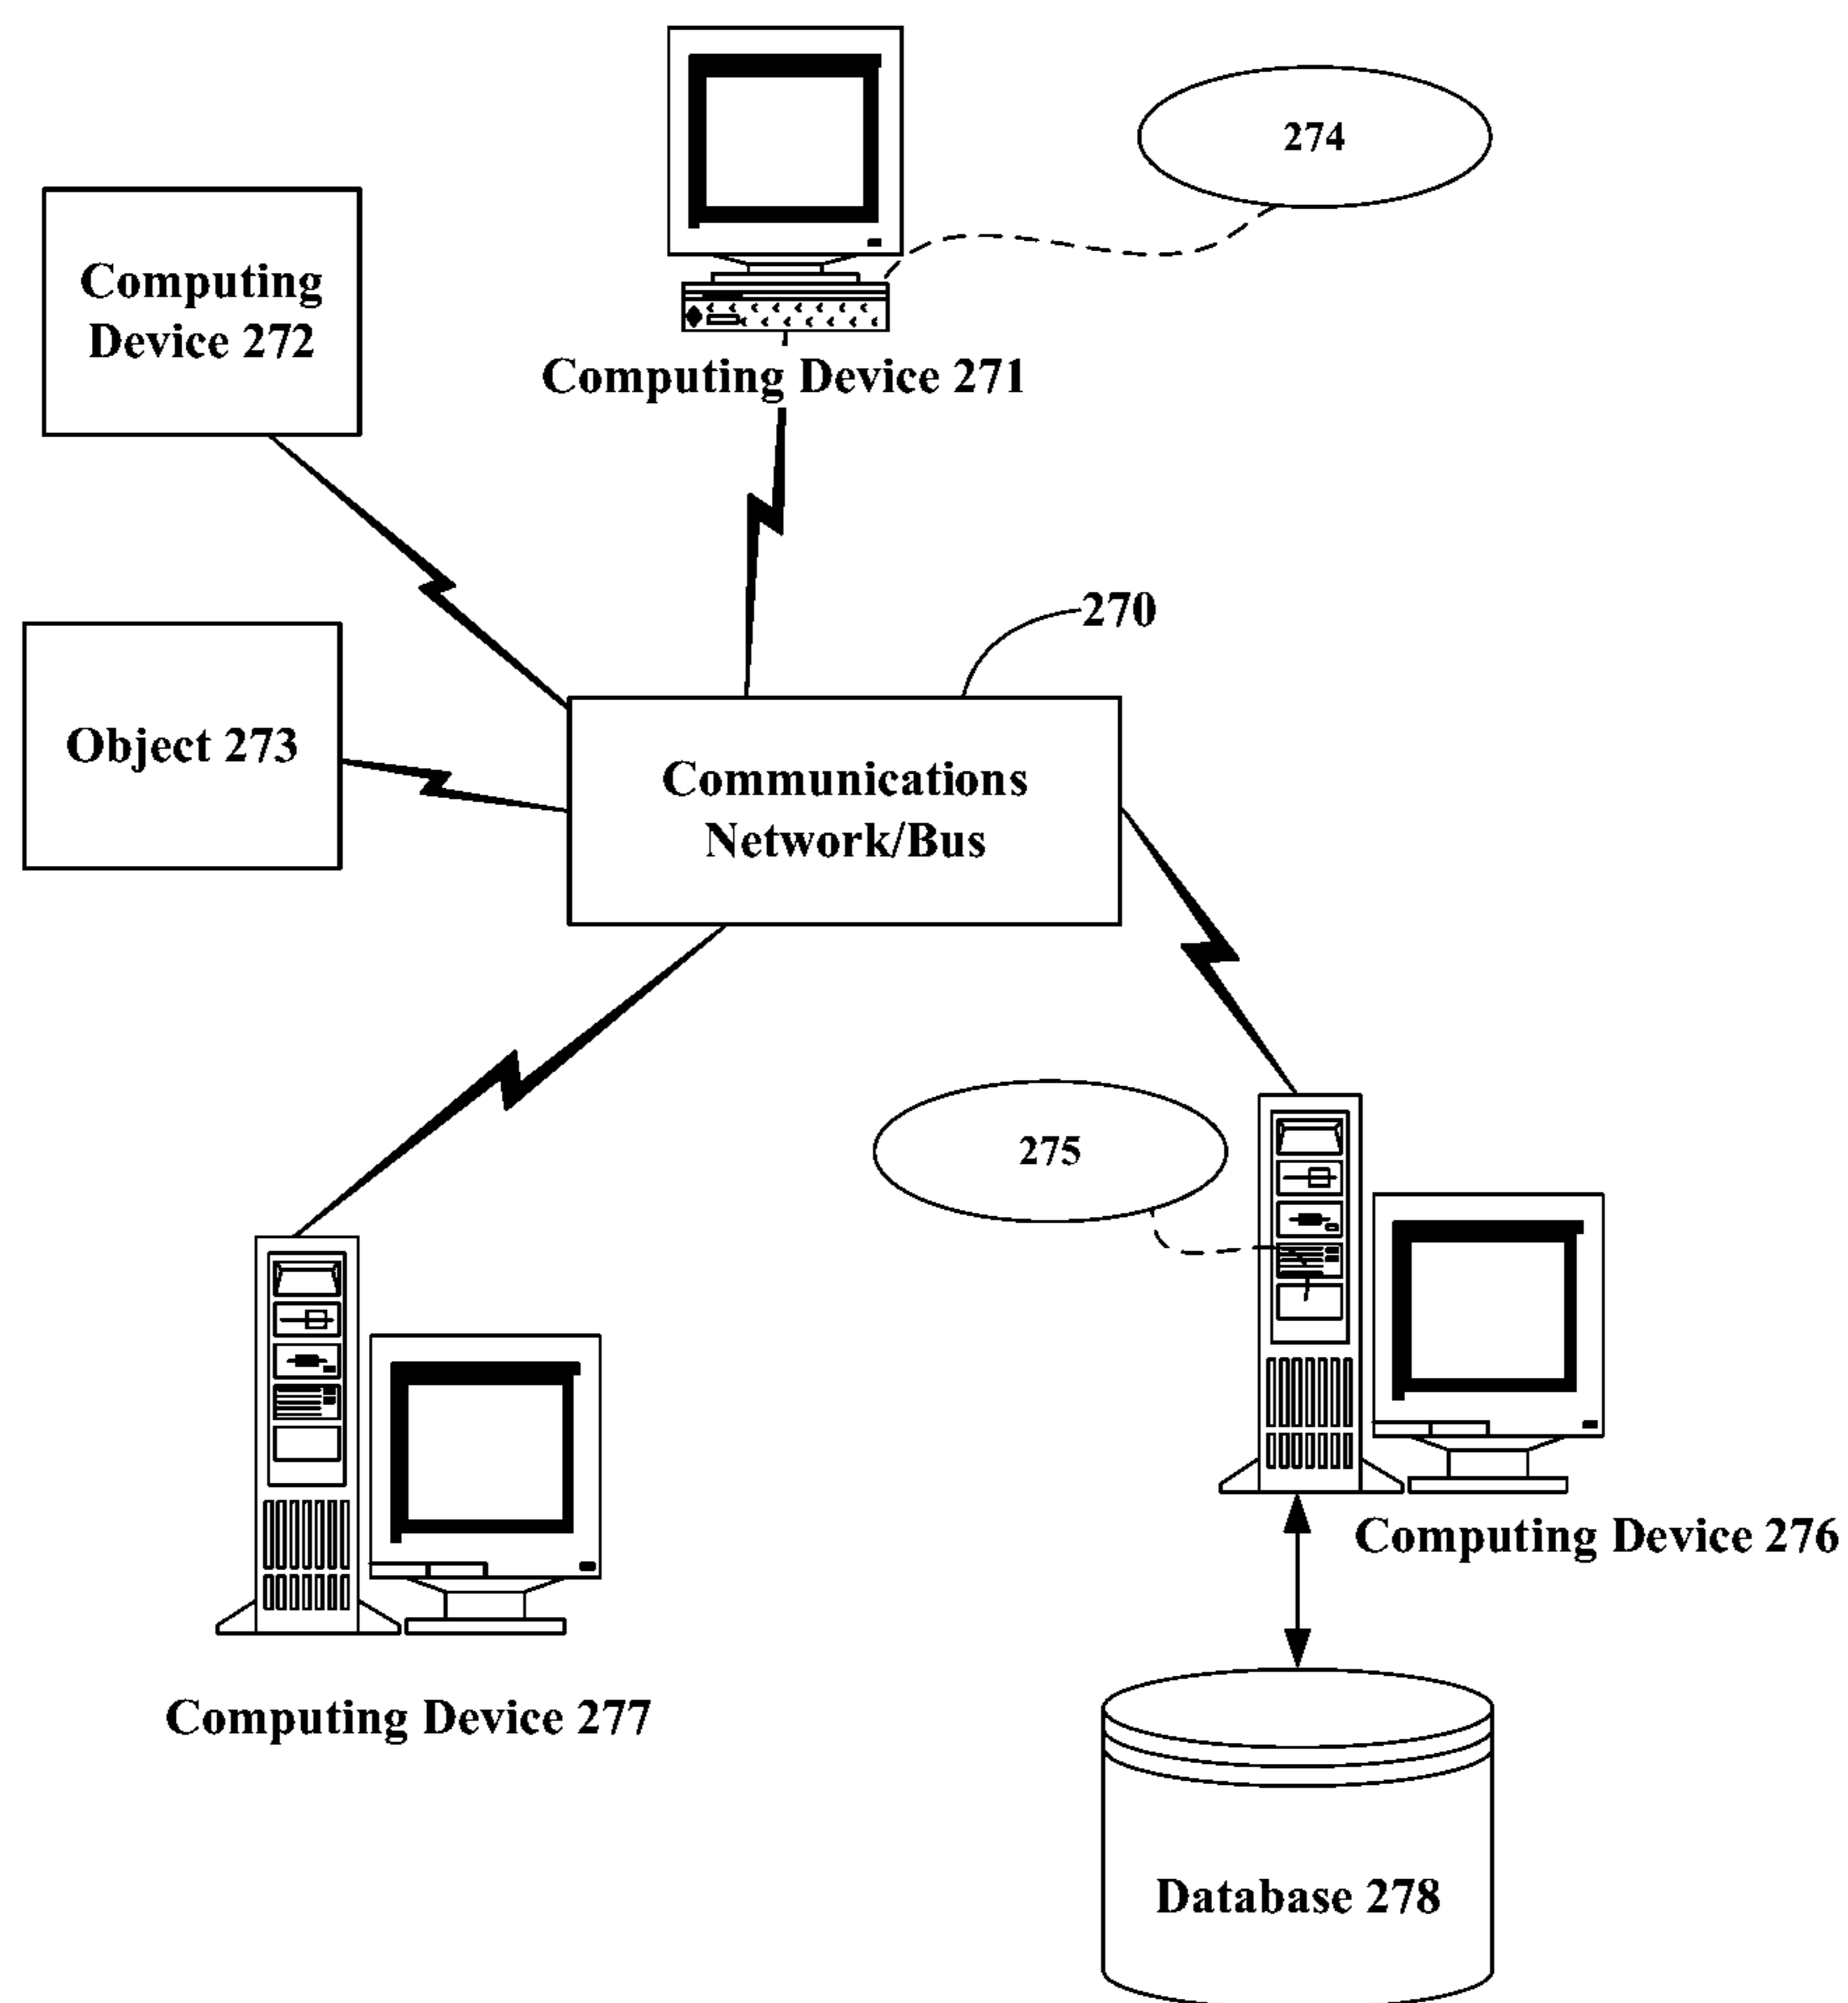 274
Computing
Device 272
Computing Device 271
270
Object 273
Communications
Network/Bus
275
Computing Device 276
Computing Device 277
Database 278